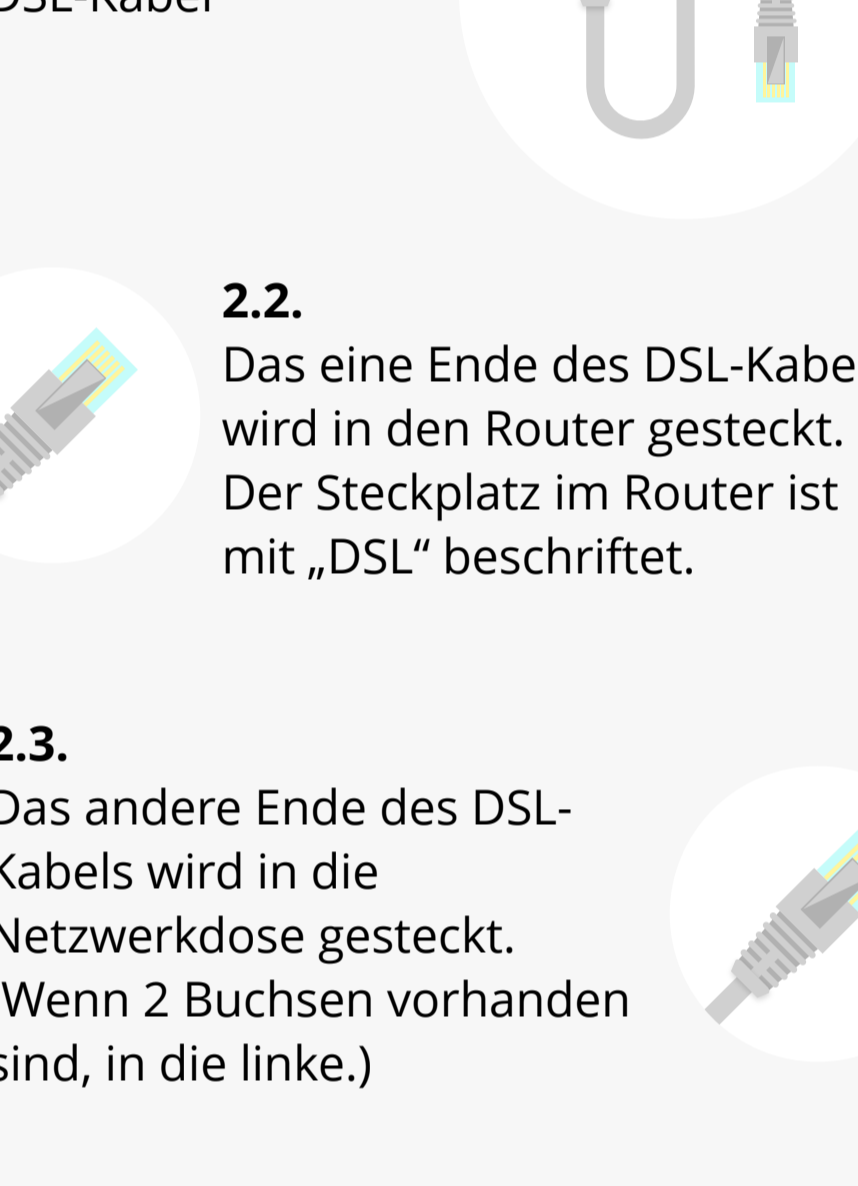 DSL-Kabel
2.2.
Das eine Ende des DSL-Kabe
wird in den Router gesteckt.
Der Steckplatz im Router ist
mit „DSL“ beschriftet.
2.3.
Das andere Ende des DSL-
Kabels wird in die
Netzwerkdose gesteckt.
Wenn 2 Buchsen vorhanden
sind, in die linke.)